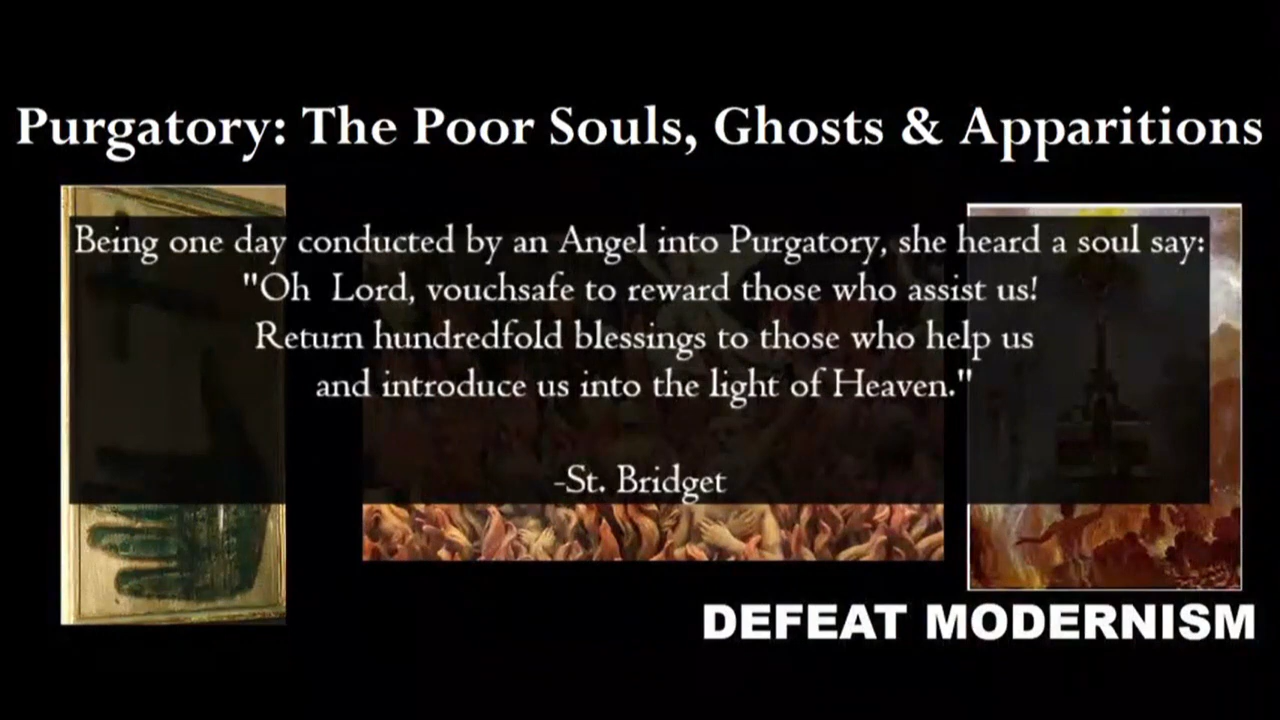 Purgatory: The Poor Souls, Ghosts & Apparitions
Being one day conducted by an Angel into Purgatory, she heard a soul say:
"Oh  Lord, vouchsafe to reward those who assist us!
Return hundredfold blessings to those who help us
and introduce us into the light of Heaven."
-St. Bridget
DEFEAT MODERNISM